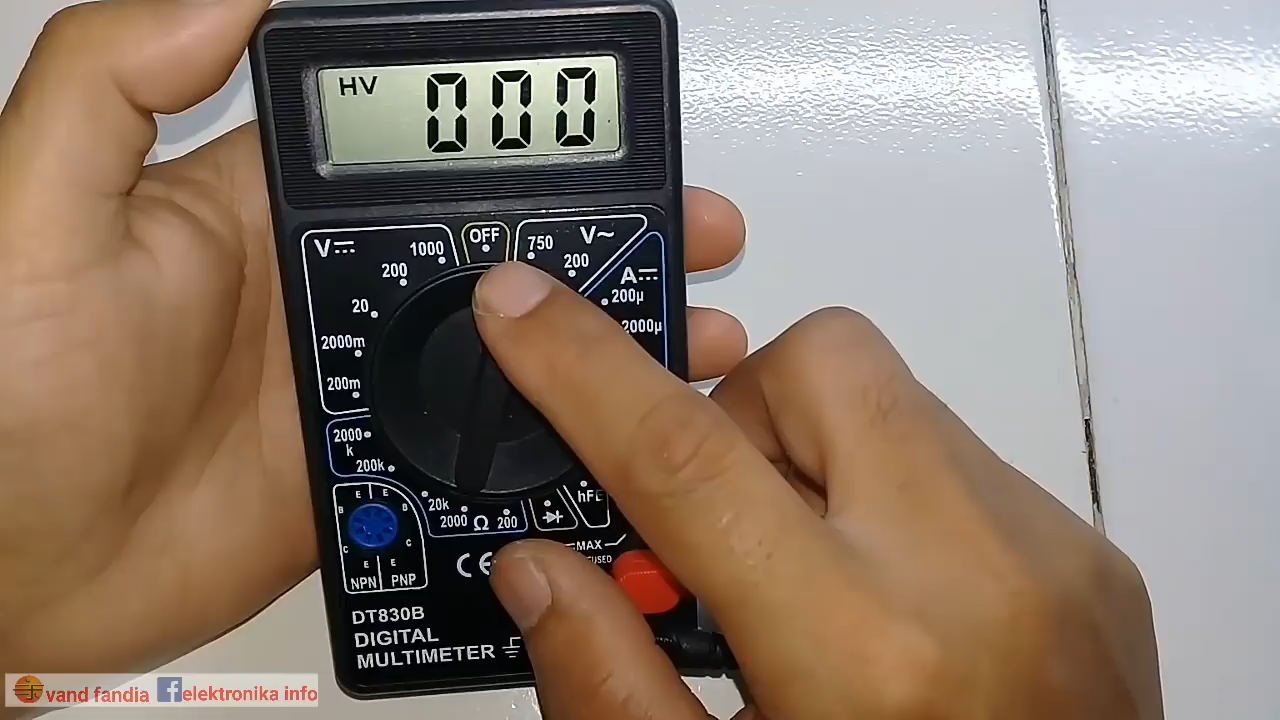 HV 000
OFF
V⎓ 1000
750 V~
200
200
A⎓
20
200µ
2000m
2000µ
200m
2000
k
200k
20k
2000 Ω 200
hFE
E E
B B
C C
E E
NPN PNP
CE
MAX
DT830B
DIGITAL
MULTIMETER
vand fandia f elektronika info